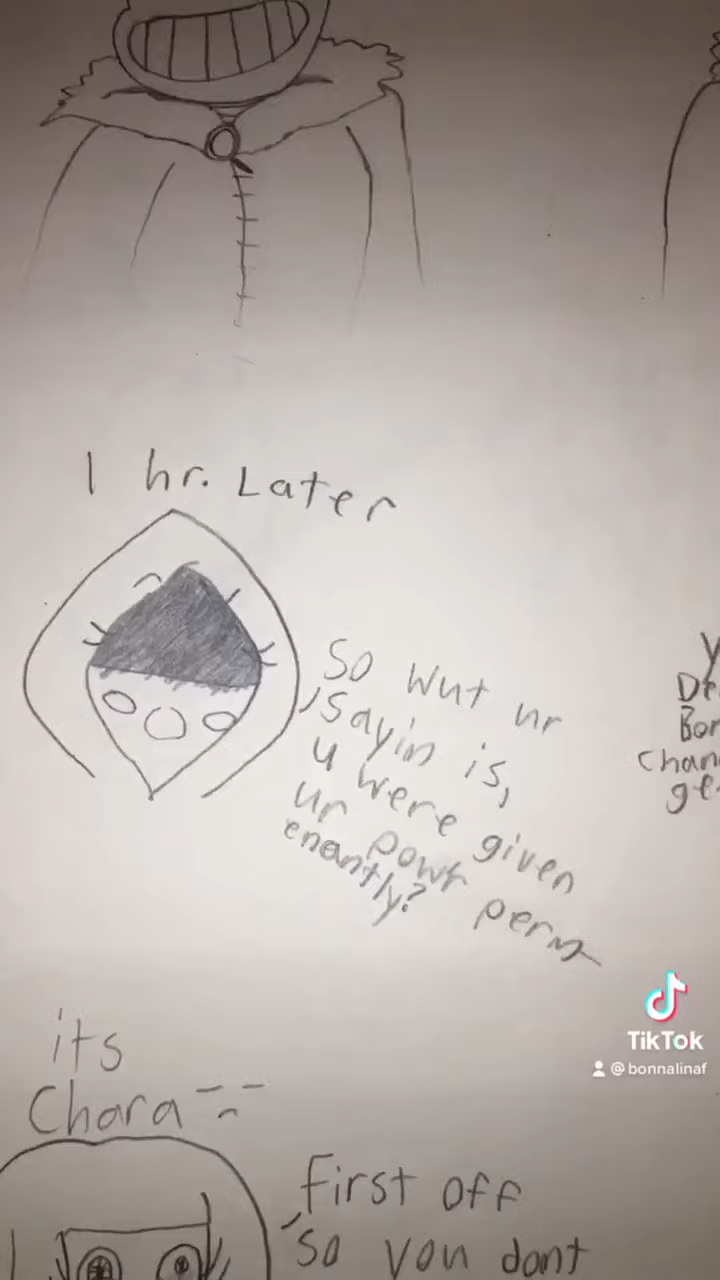 1 hr. Later
So wut ur
sayin is,
u were given
ur powr perm
enantly?
its
Chara
First off
so you dont
TikTok
@bonnalinaf